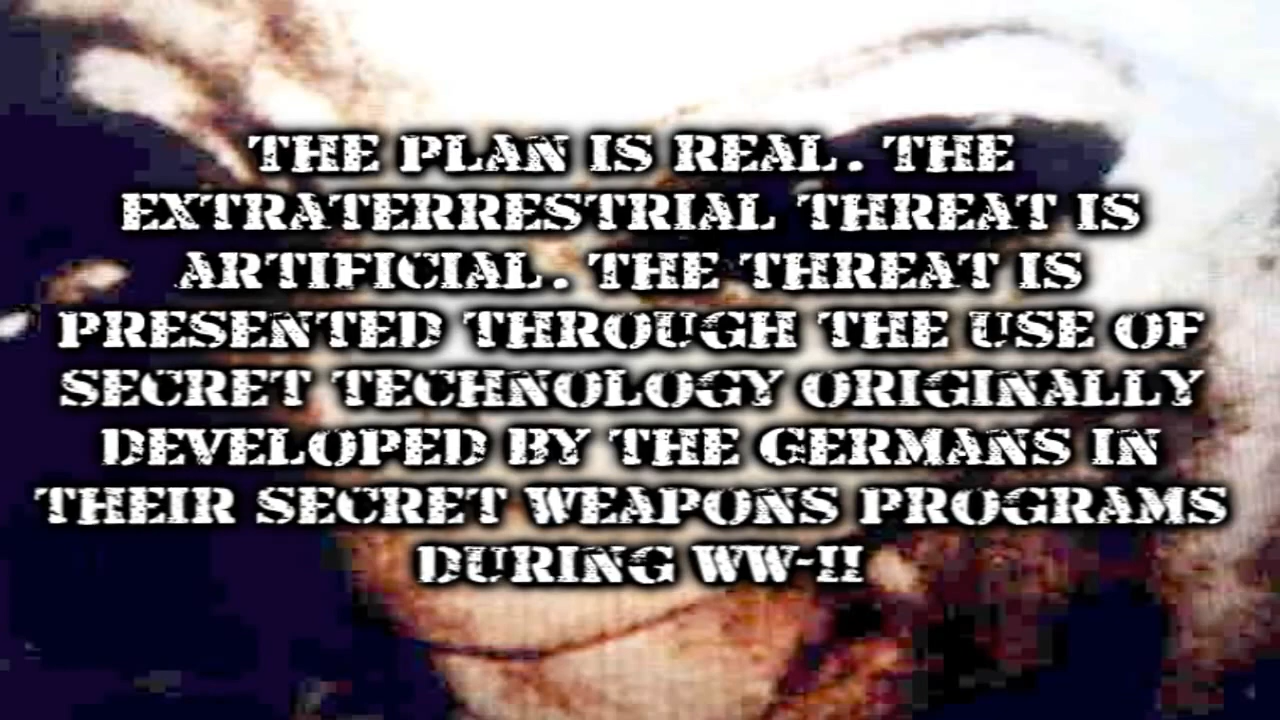 THE PLAN IS REAL. THE
EXTRATERRESTRIAL THREAT IS
ARTIFICIAL. THE THREAT IS
PRESENTED THROUGH THE USE OF
SECRET TECHNOLOGY ORIGINALLY
DEVELOPED BY THE GERMANS IN
THEIR SECRET WEAPONS PROGRAMS
DURING WW-II